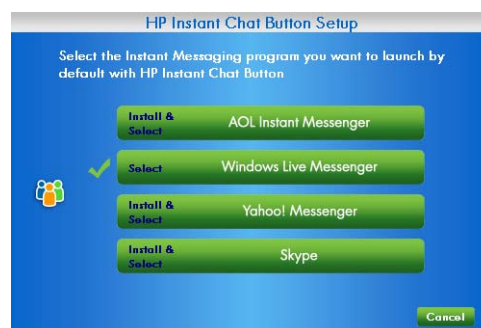 HP Instant Chat Button Setup
Select the Instant Messaging program you want to launch by
default with HP Instant Chat Button
Install &
Select
AOL Instant Messenger
Select
Windows Live Messenger
Install &
Select
Yahoo! Messenger
Install &
Select
Skype
Cancel